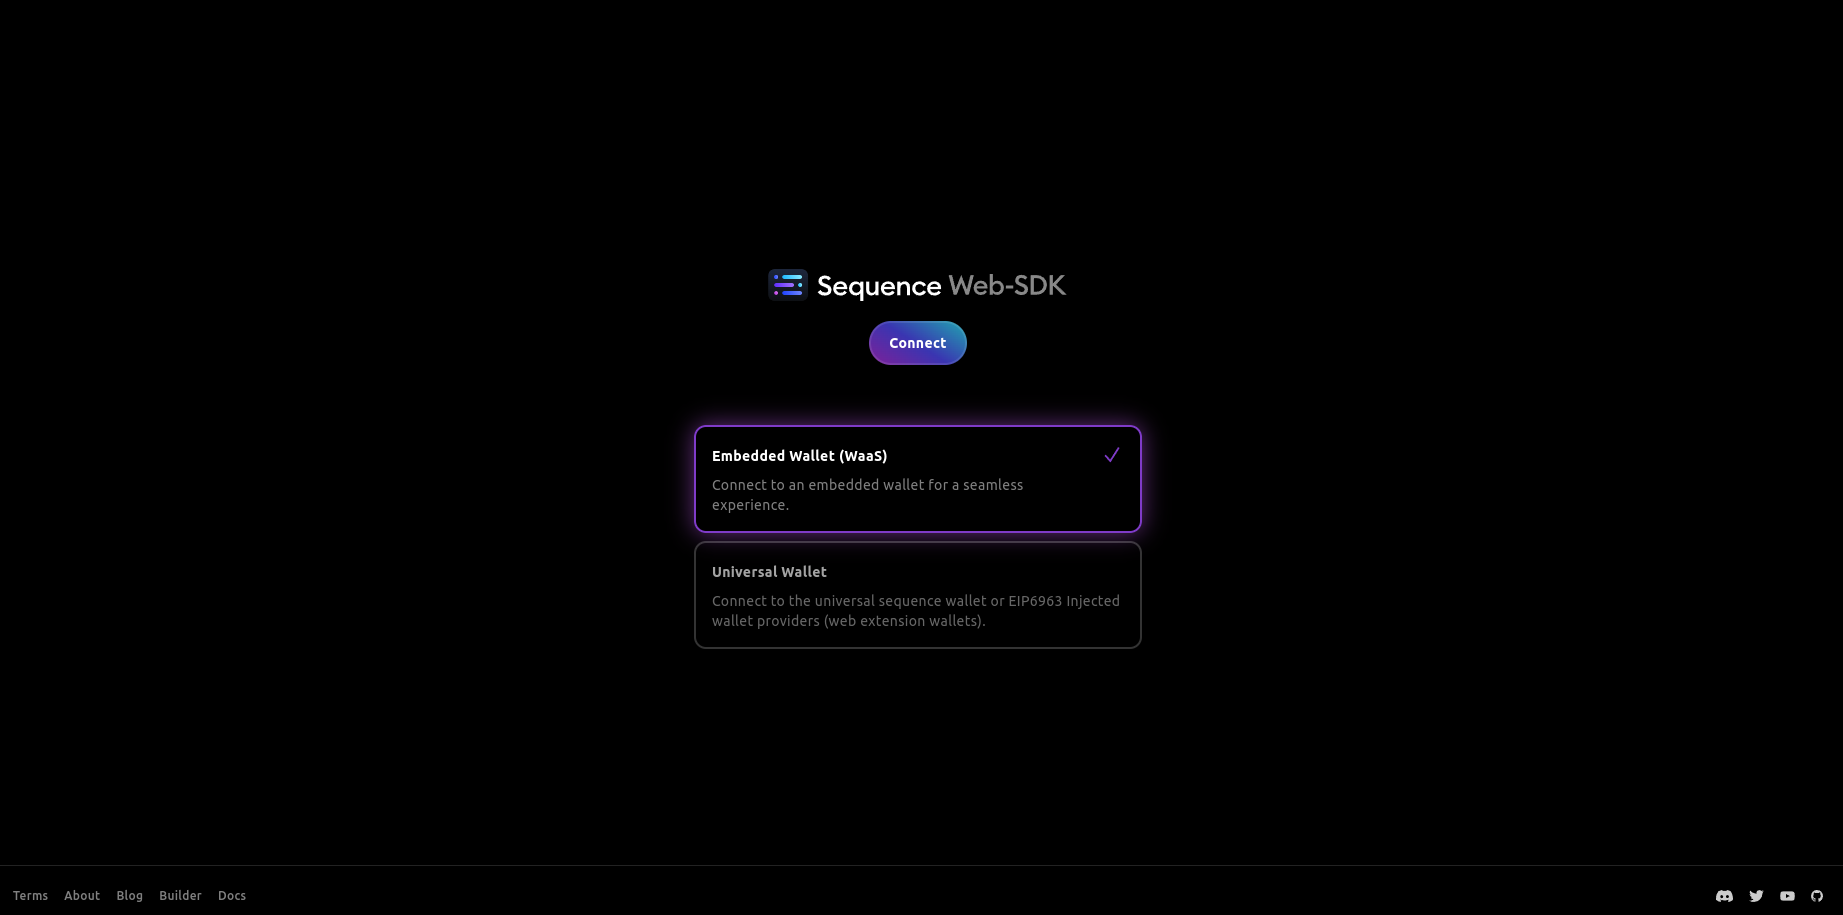 Sequence Web-SDK
Connect
Embedded Wallet (WaaS)
Connect to an embedded wallet for a seamless
experience.
Universal Wallet
Connect to the universal sequence wallet or EIP6963 Injected
wallet providers (web extension wallets).
Terms About Blog Builder Docs